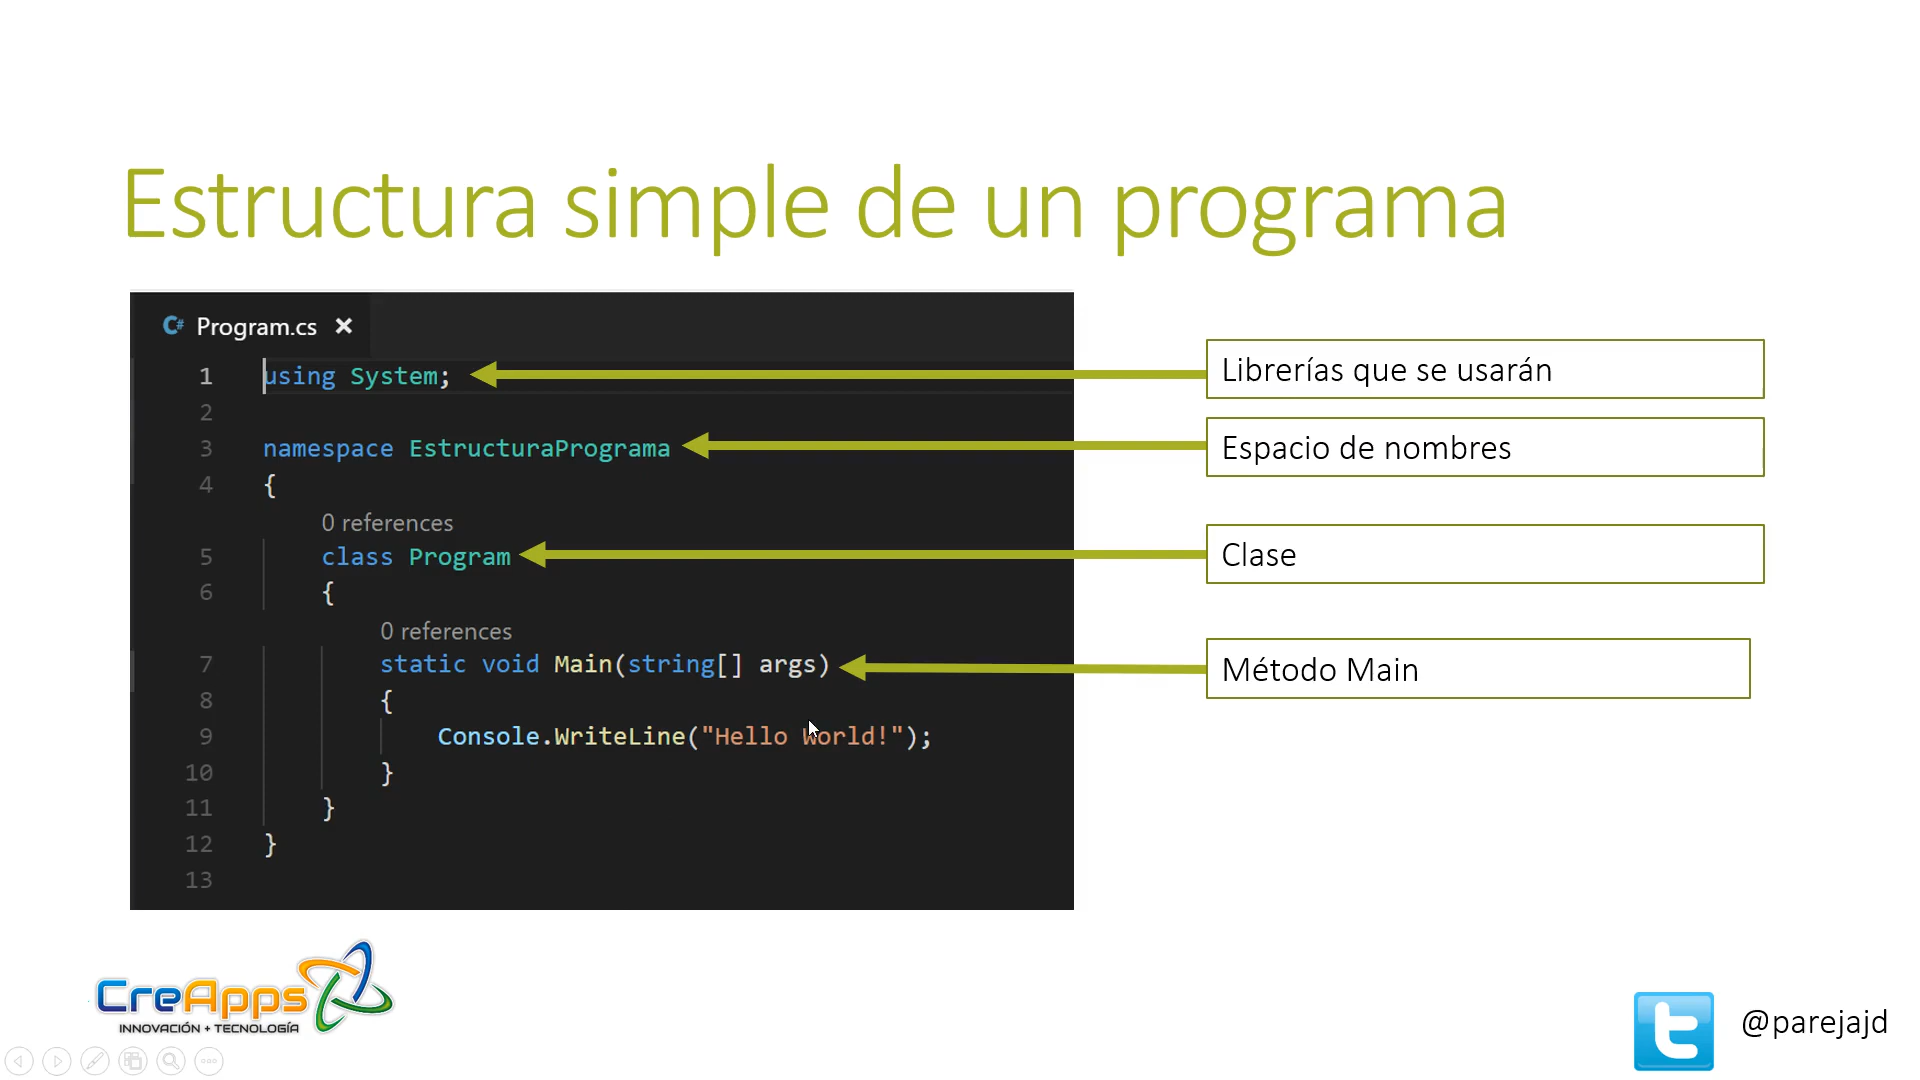 Estructura simple de un programa
C# Program.cs ×
1 using System;
2
3 namespace EstructuraPrograma
4 {
0 references
5 class Program
6 {
0 references
7 static void Main(string[] args)
8 {
9 Console.WriteLine("Hello World!");
10 }
11 }
12 }
13
Librerías que se usarán
Espacio de nombres
Clase
Método Main
CreApps
INNOVACIÓN + TECNOLOGÍA
t
@parejajd